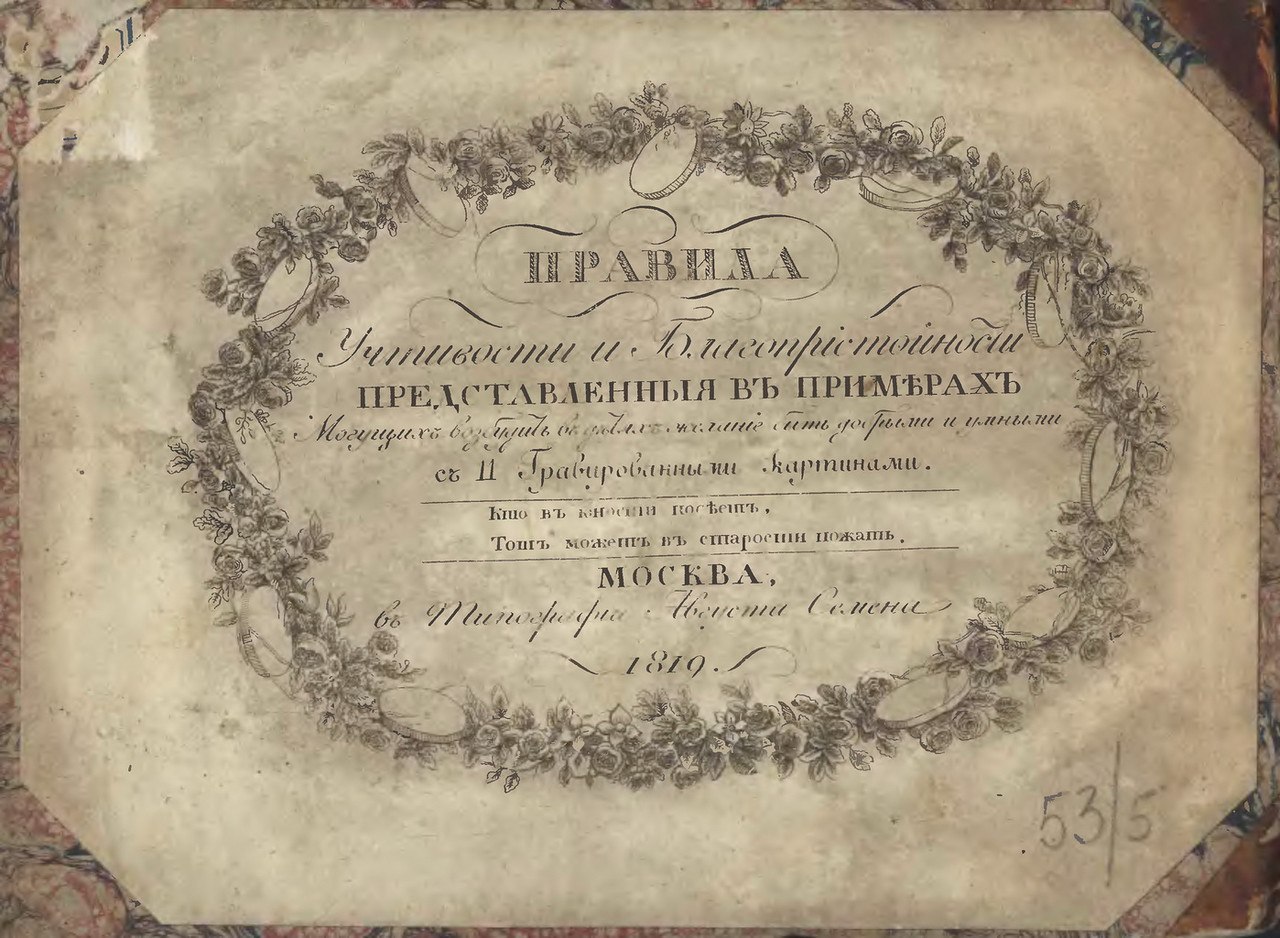 ПРАВИЛА
Учтивости и Благопрістойности
ПРЕДСТАВЛЕННЫЯ ВЪ ПРИМѢРАХЪ
Могущихъ возбудить въ дѣтяхъ желаніе быть добрыми и умными
съ 11 Гравированными Картинами.
Кто въ юности посѣетъ,
Тотъ можетъ въ старости пожать.
МОСКВА,
въ Типографіи Августа Семена
1819.
53/5